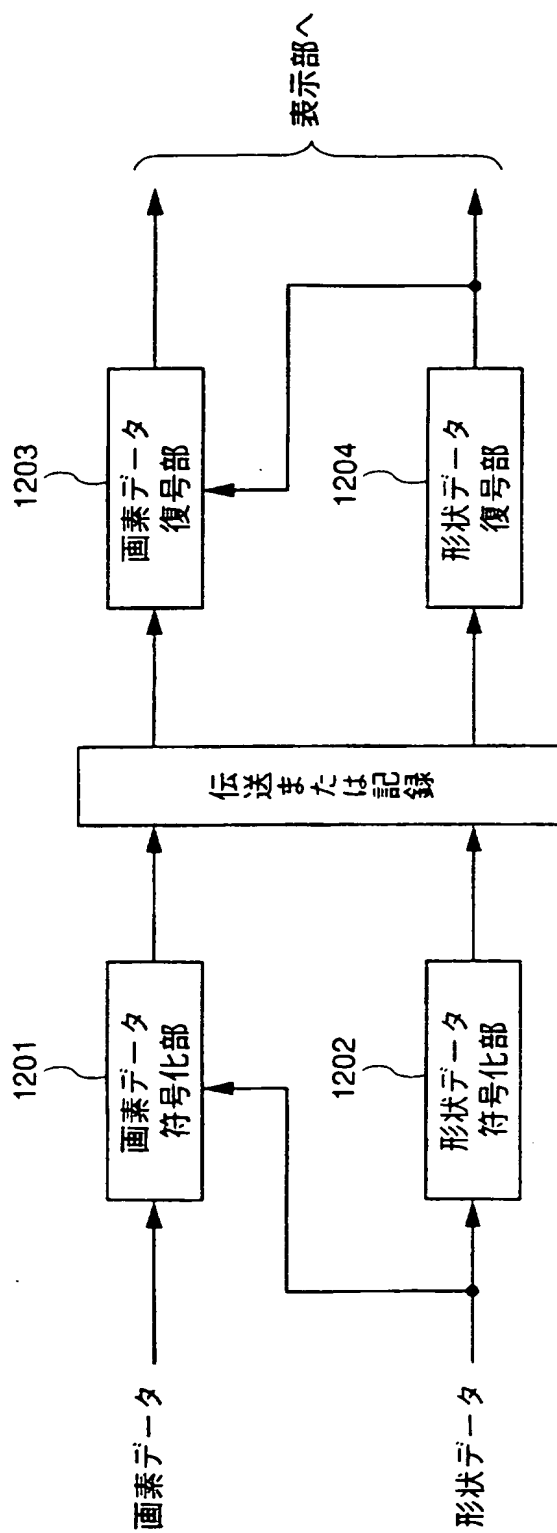 画素データ
形状データ
1201
画素データ
符号化部
1202
形状データ
符号化部
伝送または記録
1203
画素データ
復号部
1204
形状データ
復号部
表示部へ